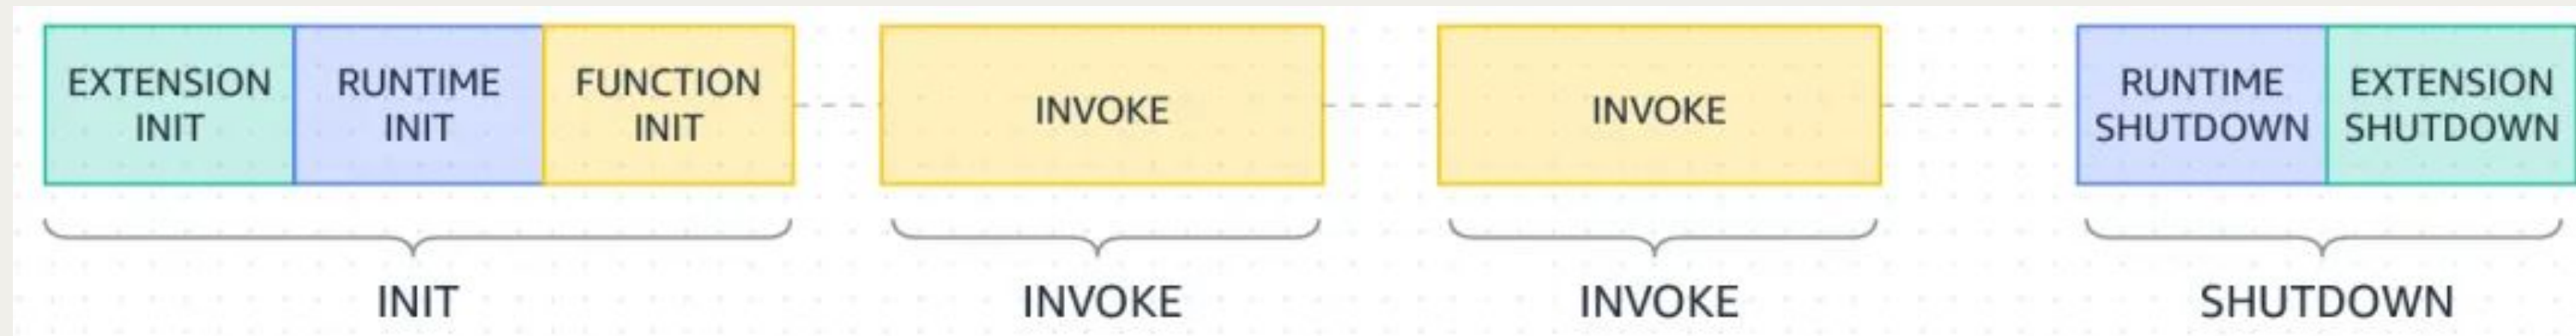 EXTENSION
INIT
RUNTIME
INIT
FUNCTION
INIT
INVOKE
INVOKE
RUNTIME
SHUTDOWN
EXTENSION
SHUTDOWN
INIT
INVOKE
INVOKE
SHUTDOWN